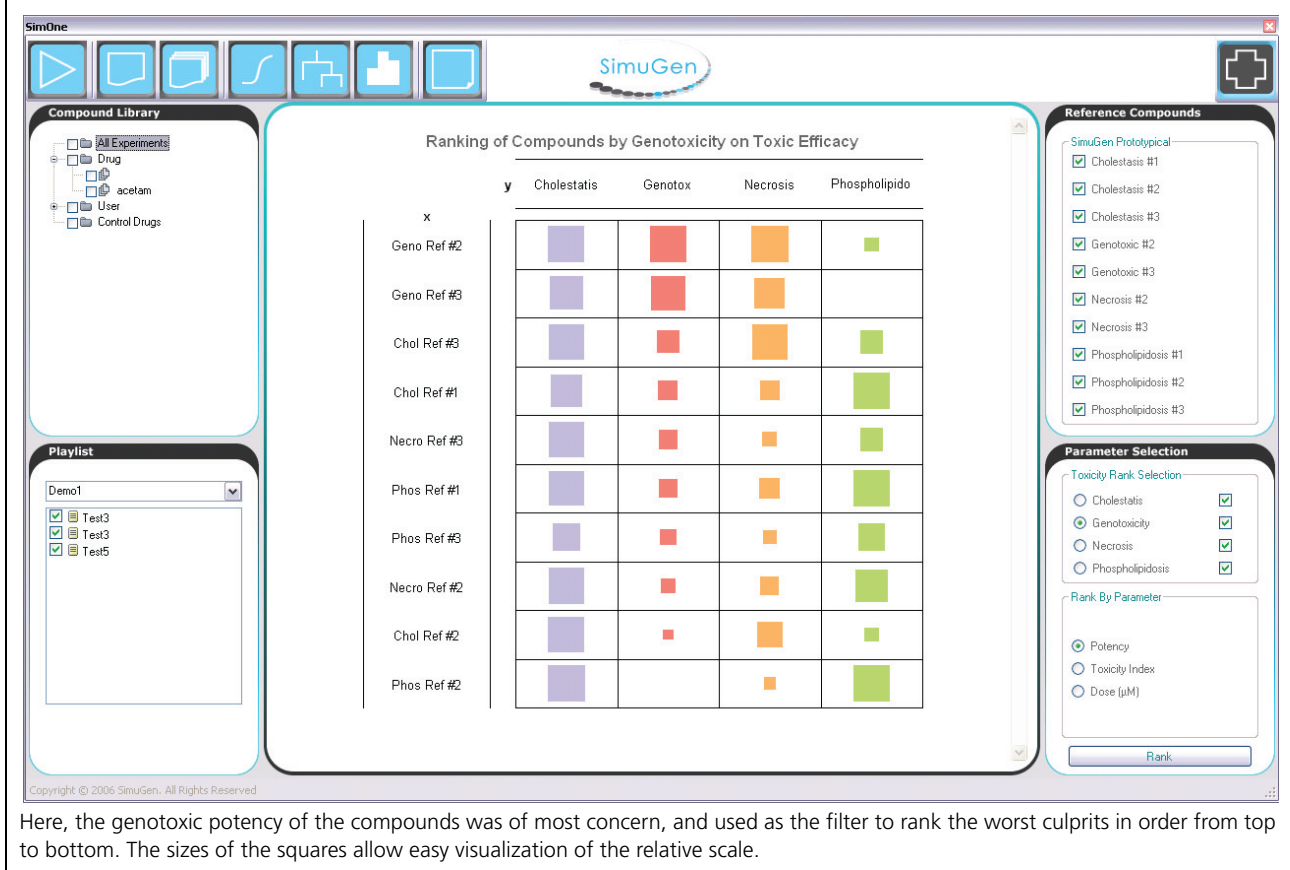 SimOne
SimuGen
Compound Library
All Experiments
Drug
acetam
User
Control Drugs
Playlist
Demo1
Test3
Test3
Test5
Ranking of Compounds by Genotoxicity on Toxic Efficacy
y Cholestatis Genotox Necrosis Phospholipido
x
Geno Ref #2
Geno Ref #3
Chol Ref #3
Chol Ref #1
Necro Ref #3
Phos Ref #1
Phos Ref #3
Necro Ref #2
Chol Ref #2
Phos Ref #2
Reference Compounds
SimuGen Prototypical
Cholestasis #1
Cholestasis #2
Cholestasis #3
Genotoxic #2
Genotoxic #3
Necrosis #2
Necrosis #3
Phospholipidosis #1
Phospholipidosis #2
Phospholipidosis #3
Parameter Selection
Toxicity Rank Selection
Cholestatis
Genotoxicity
Necrosis
Phospholipidosis
Rank By Parameter
Potency
Toxicity Index
Dose (µM)
Rank
Copyright © 2006 SimuGen. All Rights Reserved
Here, the genotoxic potency of the compounds was of most concern, and used as the filter to rank the worst culprits in order from top
to bottom. The sizes of the squares allow easy visualization of the relative scale.